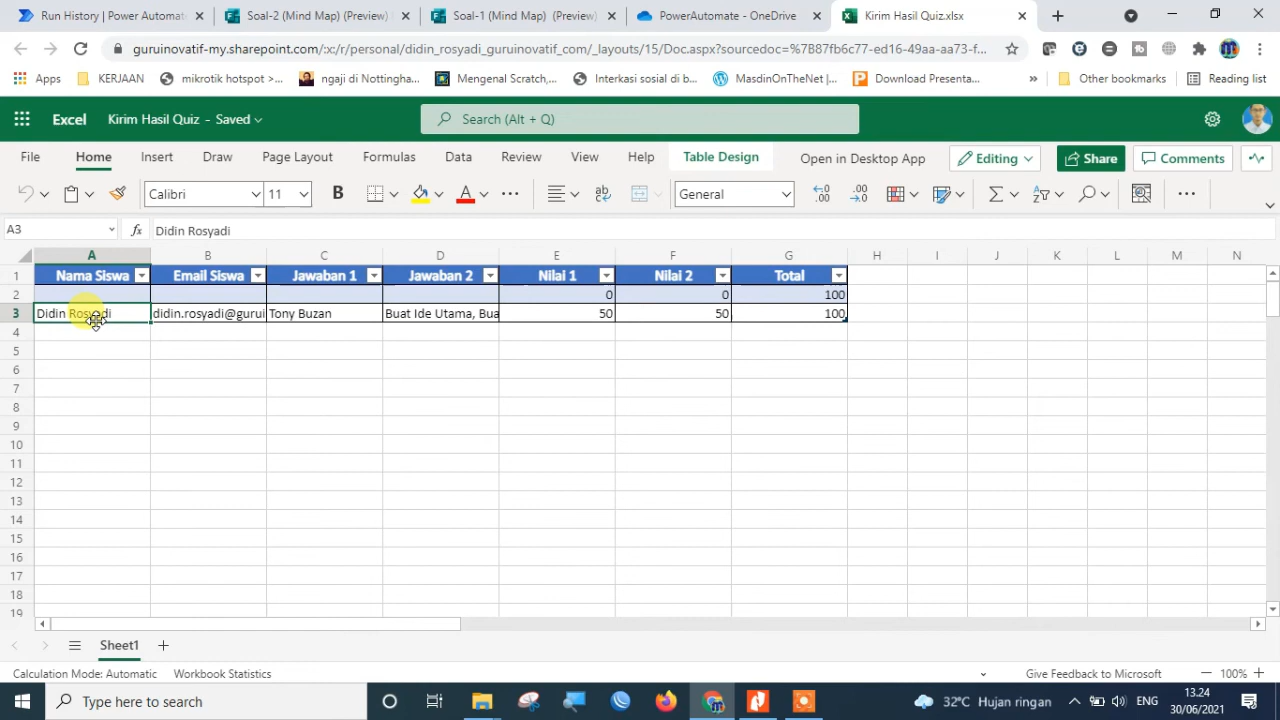 Run History | Power Automat
Soal-2 (Mind Map) (Preview)
Soal-1 (Mind Map) (Preview)
PowerAutomate - OneDrive
Kirim Hasil Quiz.xlsx
guruinovatif-my.sharepoint.com/:x:/r/personal/didin_rosyadi_guruinovatif_com/_layouts/15/Doc.aspx?sourcedoc=%7B87fb6c77-ed16-49aa-aa73-f...
Apps
KERJAAN
mikrotik hotspot >...
ngaji di Nottingha...
Mengenal Scratch,...
Interkasi sosial di b...
MasdinOnTheNet |...
Download Presenta...
»
Other bookmarks
Reading list
Excel
Kirim Hasil Quiz - Saved
Search (Alt + Q)
File
Home
Insert
Draw
Page Layout
Formulas
Data
Review
View
Help
Table Design
Open in Desktop App
Editing
Share
Comments
Calibri
11
B
A
General
A3
fx
Didin Rosyadi
A B C D E F G H I J K L M N
1 Nama Siswa Email Siswa Jawaban 1 Jawaban 2 Nilai 1 Nilai 2 Total
2 0 0 100
3 Didin Rosyadi didin.rosyadi@gurui Tony Buzan Buat Ide Utama, Bua 50 50 100
4
5
6
7
8
9
10
11
12
13
14
15
16
17
18
19
Sheet1
Calculation Mode: Automatic
Workbook Statistics
Give Feedback to Microsoft
100%
Type here to search
32°C Hujan ringan
ENG
13.24
30/06/2021